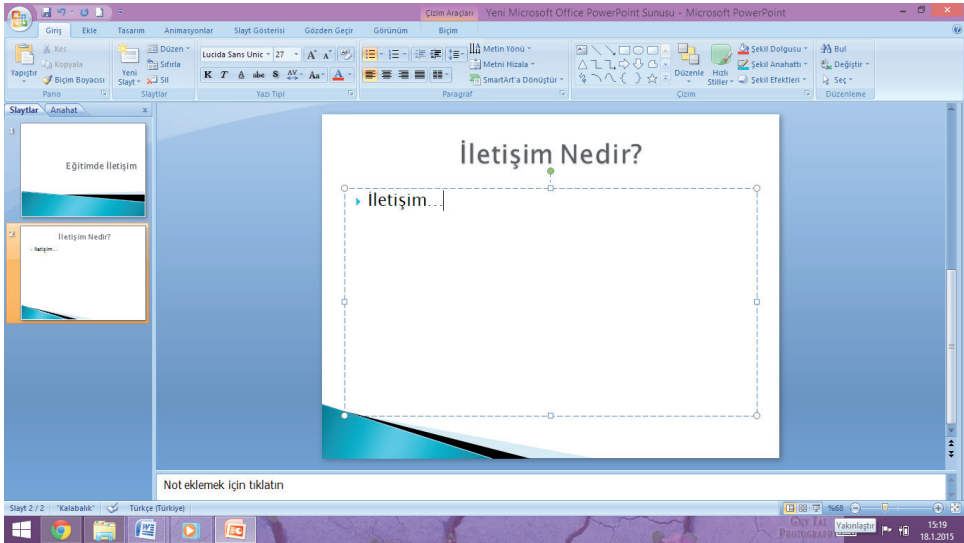 Çizim Araçları Yeni Microsoft Office PowerPoint Sunusu - Microsoft PowerPoint
Giriş Ekle Tasarım Animasyonlar Slayt Gösterisi Gözden Geçir Görünüm Biçim
Yapıştır
Kes
Kopyala
Biçim Boyacısı
Pano
Yeni Slayt
Düzen
Sıfırla
Sil
Slaytlar
Lucida Sans Unic 27
K T A abc S AV Aa A
Yazı Tipi
Metin Yönü
Metni Hizala
SmartArt'a Dönüştür
Paragraf
Düzenle
Hızlı Stiller
Şekil Dolgusu
Şekil Anahattı
Şekil Efektleri
Çizim
Bul
Değiştir
Seç
Düzenleme
Slaytlar Anahat
1
Eğitimde İletişim
2
İletişim Nedir?
İletişim...
İletişim Nedir?
İletişim...
Not eklemek için tıklatın
Slayt 2 / 2 "Kalabalık" Türkçe (Türkiye) %68
Yakınlaştır
15:19
18.1.2015